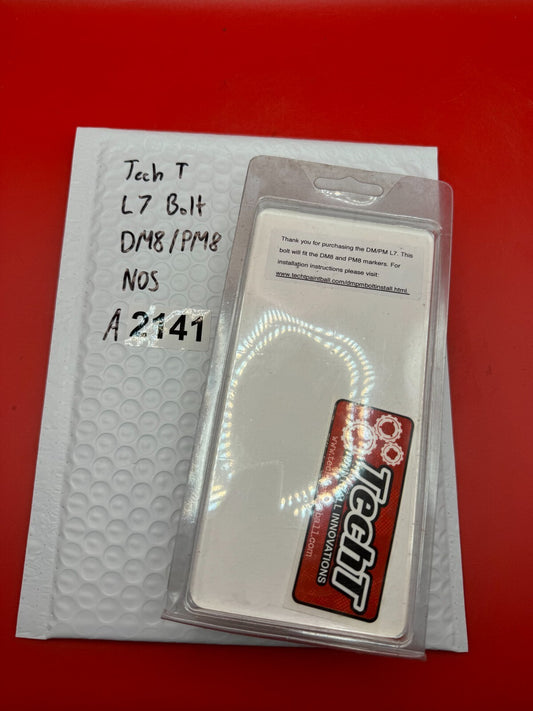 Tech T
L7 Bolt
DM8/PM8
NOS
A 2141
Thank you for purchasing the DM/PM L7. This
bolt will fit the DM8 and PM8 markers. For
installation instructions please visit:
www.techtpaintball.com/dmpmboltinstall.html
TechT
INNOVATIONS